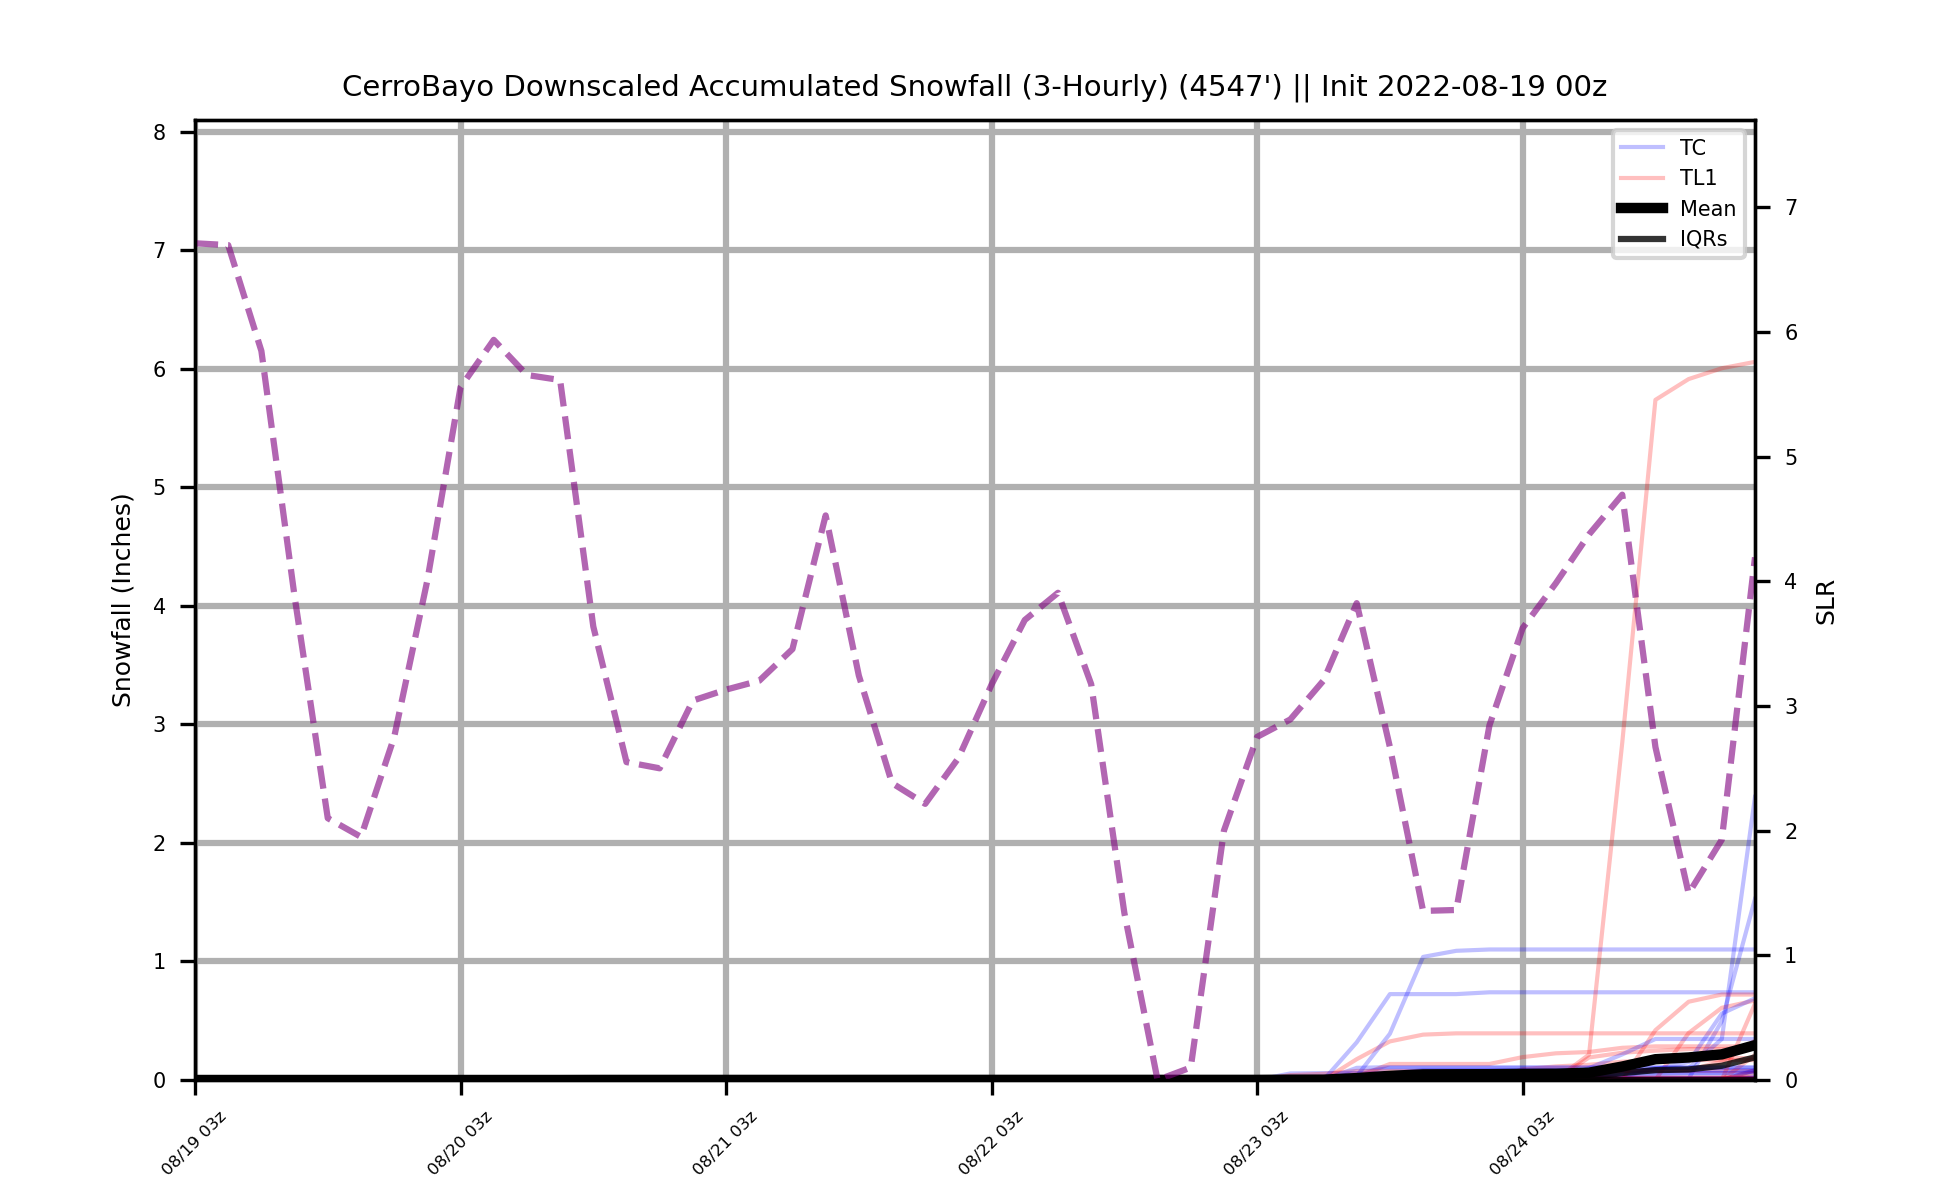 CerroBayo Downscaled Accumulated Snowfall (3-Hourly) (4547') || Init 2022-08-19 00z
TC
TL1
Mean
IQRs
Snowfall (Inches)
8
7
6
5
4
3
2
1
0
SLR
7
6
5
4
3
2
1
0
08/19 03z
08/20 03z
08/21 03z
08/22 03z
08/23 03z
08/24 03z